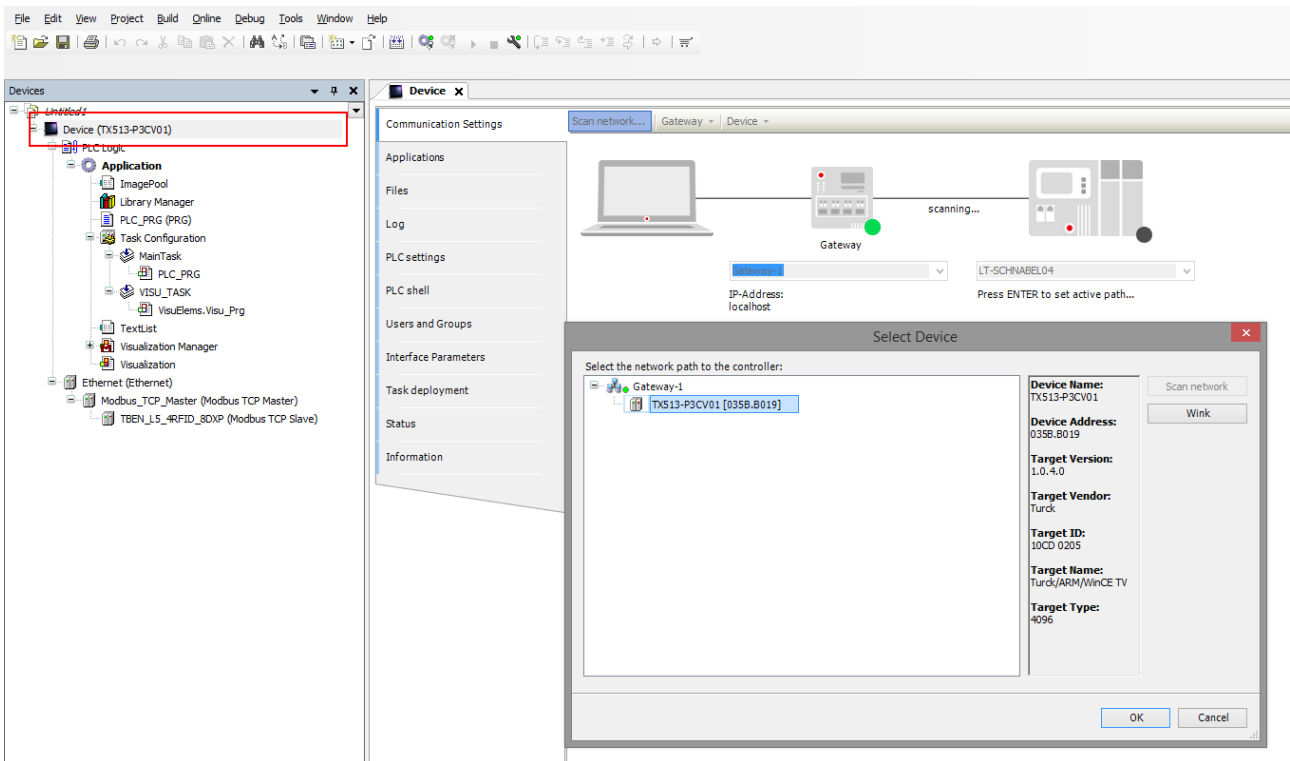 File Edit View Project Build Online Debug Tools Window Help
Devices
Untitled1
Device (TX513-P3CV01)
PLC Logic
Application
ImagePool
Library Manager
PLC_PRG (PRG)
Task Configuration
MainTask
PLC_PRG
VISU_TASK
VisuElems.Visu_Prg
TextList
Visualization Manager
Visualization
Ethernet (Ethernet)
Modbus_TCP_Master (Modbus TCP Master)
TBEN_L5_4RFID_8DXP (Modbus TCP Slave)
Device
Communication Settings
Applications
Files
Log
PLC settings
PLC shell
Users and Groups
Interface Parameters
Task deployment
Status
Information
Scan network... Gateway Device
scanning...
Gateway
Gateway-1
IP-Address:
localhost
LT-SCHNABEL04
Press ENTER to set active path...
Select Device
Select the network path to the controller:
Gateway-1
TX513-P3CV01 [035B.B019]
Device Name:
TX513-P3CV01
Device Address:
035B.B019
Target Version:
1.0.4.0
Target Vendor:
Turck
Target ID:
10CD 0205
Target Name:
Turck/ARM/WinCE TV
Target Type:
4096
Scan network
Wink
OK Cancel